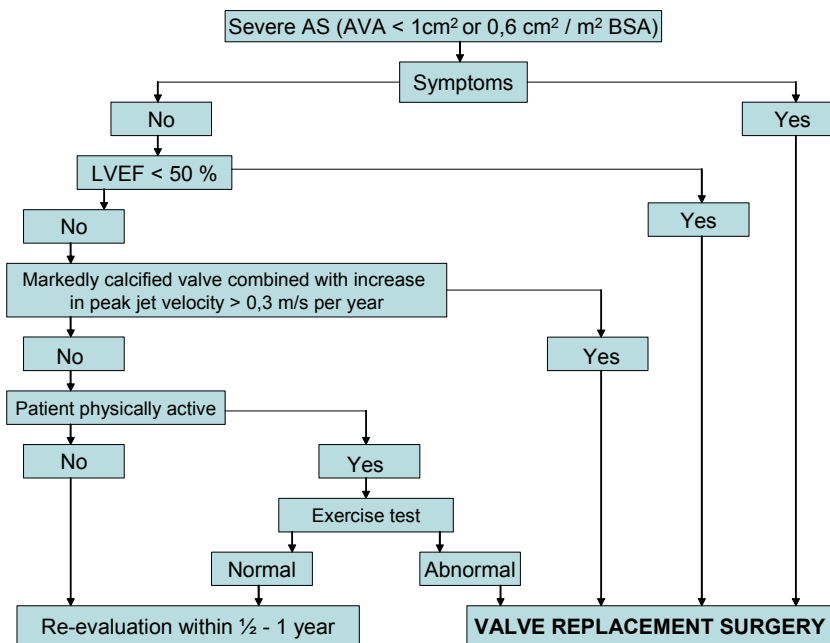 Severe AS (AVA < 1cm² or 0,6 cm² / m² BSA)
Symptoms
No
Yes
LVEF < 50 %
No
Yes
Markedly calcified valve combined with increase
in peak jet velocity > 0,3 m/s per year
No
Yes
Patient physically active
No
Yes
Exercise test
Normal
Abnormal
Re-evaluation within ½ - 1 year
VALVE REPLACEMENT SURGERY